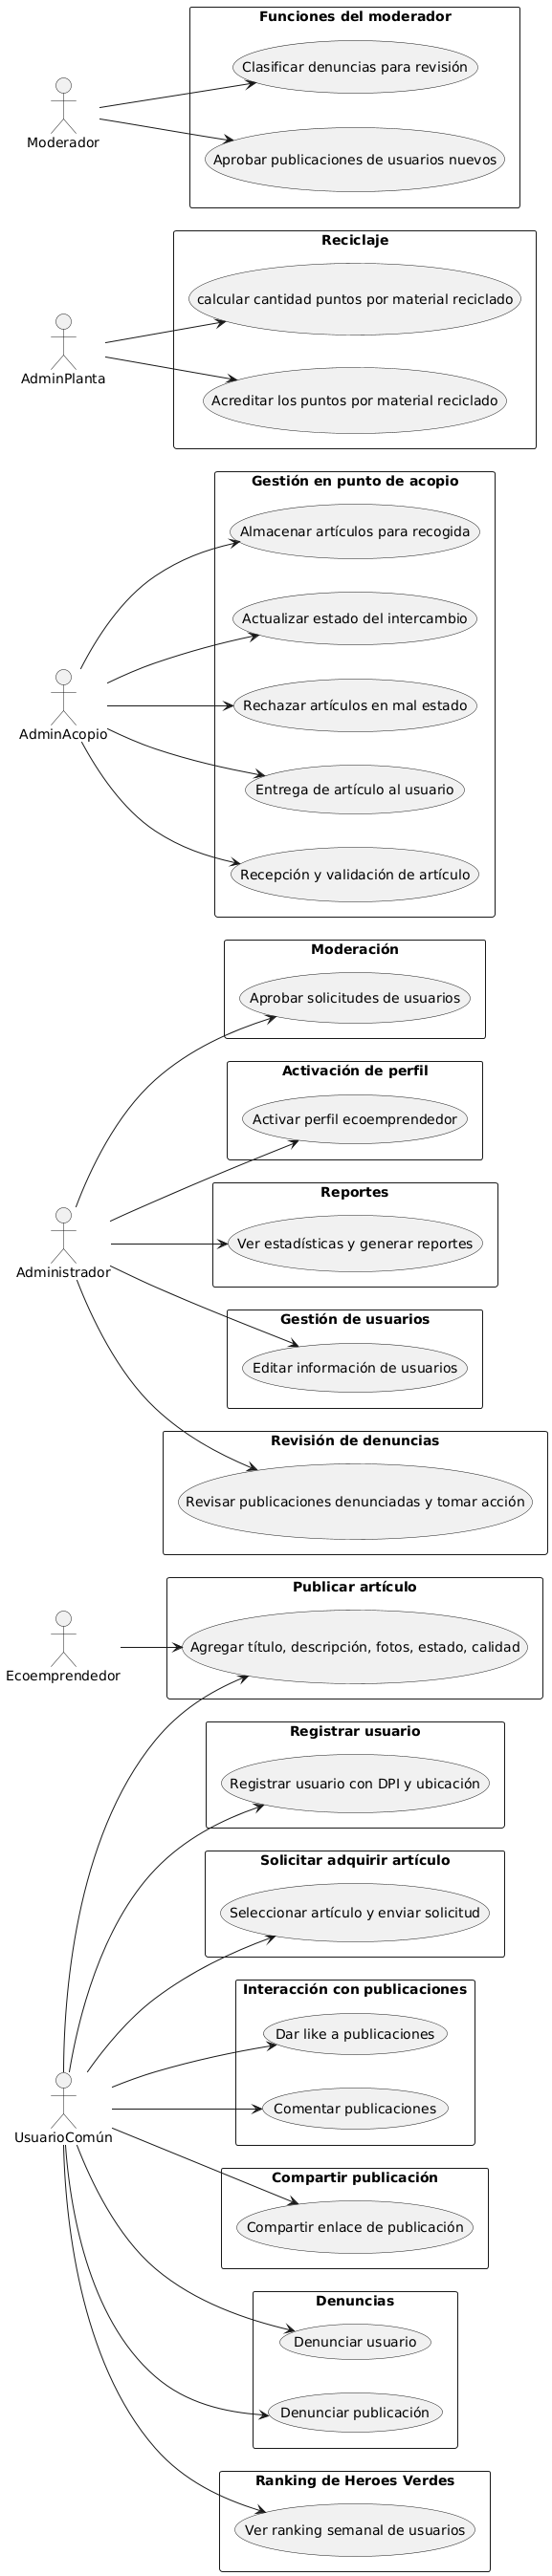 Funciones del moderador
Clasificar denuncias para revisión
Moderador
Aprobar publicaciones de usuarios nuevos
Reciclaje
calcular cantidad puntos por material reciclado
AdminPlanta
Acreditar los puntos por material reciclado
Gestión en punto de acopio
Almacenar artículos para recogida
Actualizar estado del intercambio
Rechazar artículos en mal estado
AdminAcopio
Entrega de artículo al usuario
Recepción y validación de artículo
Moderación
Aprobar solicitudes de usuarios
Activación de perfil
Activar perfil ecoemprendedor
Reportes
Ver estadísticas y generar reportes
Administrador
Gestión de usuarios
Editar información de usuarios
Revisión de denuncias
Revisar publicaciones denunciadas y tomar acción
Publicar artículo
Agregar título, descripción, fotos, estado, calidad
Ecoemprendedor
Registrar usuario
Registrar usuario con DPI y ubicación
Solicitar adquirir artículo
Seleccionar artículo y enviar solicitud
Interacción con publicaciones
Dar like a publicaciones
Comentar publicaciones
UsuarioComún
Compartir publicación
Compartir enlace de publicación
Denuncias
Denunciar usuario
Denunciar publicación
Ranking de Heroes Verdes
Ver ranking semanal de usuarios